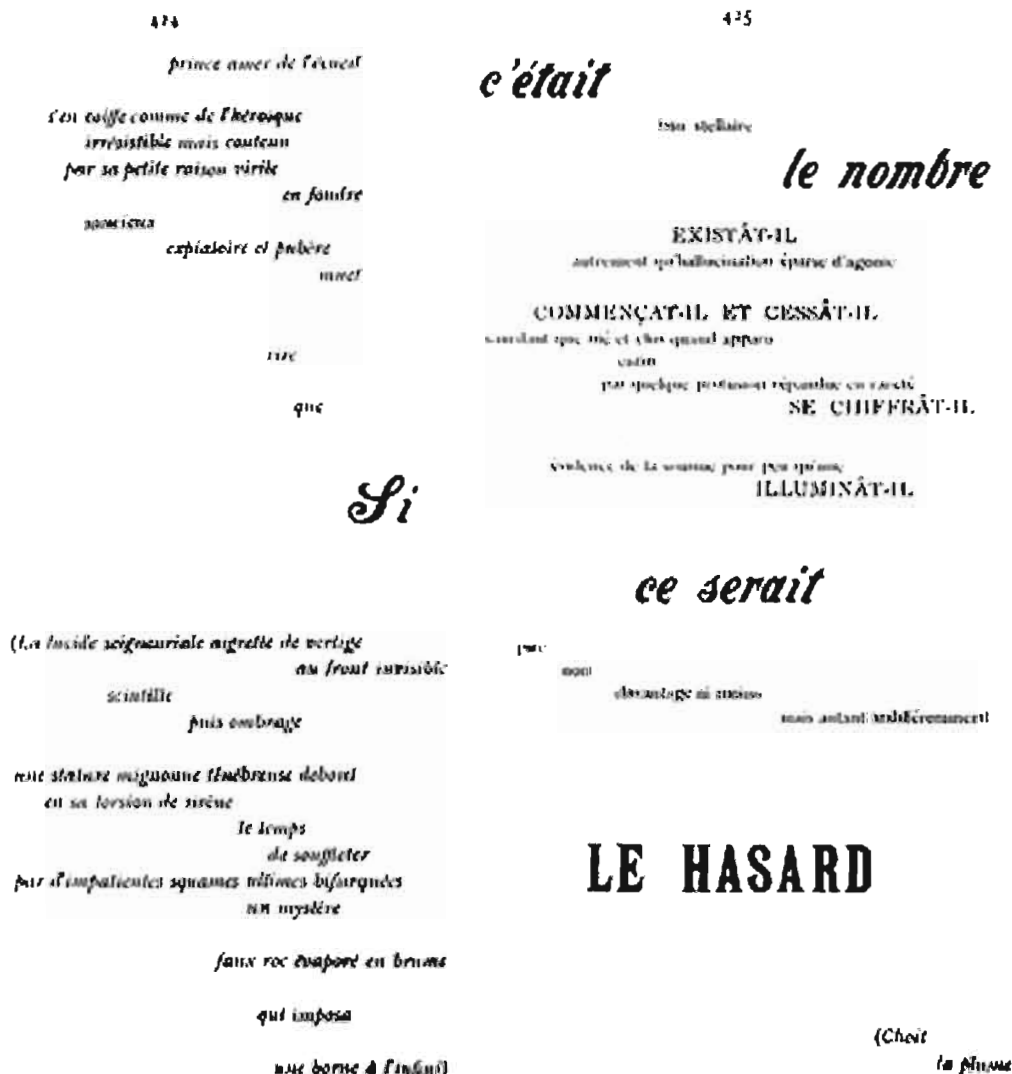 424
prince amer de l'écueil
s'en coiffe comme de l'héroïque
irrésistible mais contenu
par sa petite raison virile
en foudre
soucieux
expiatoire et pubère
muet
rire
que
Si
(La lucide seigneuriale aigrette de vertige
au front invisible
scintille
puis ombrage
une stature mignonne ténébreuse debout
en sa torsion de sirène
le temps
de souffleter
par d'impatientes squames ultimes bifurquées
un mystère
faux roc évaporé en brume
qui imposa
une borne à l'infini)
425
c'était
issu stellaire
le nombre
EXISTÂT-IL
autrement qu'hallucination éparse d'agonie
COMMENÇAT-IL ET CESSÂT-IL
sourdant que nié et clos quand apparu
enfin
par quelque profusion répandue en rareté
SE CHIFFRÂT-IL
évidence de la somme pour peu qu'une
ILLUMINÂT-IL
ce serait
pire
non
davantage ni moins
mais autant indifféremment
LE HASARD
(Choit
la plume